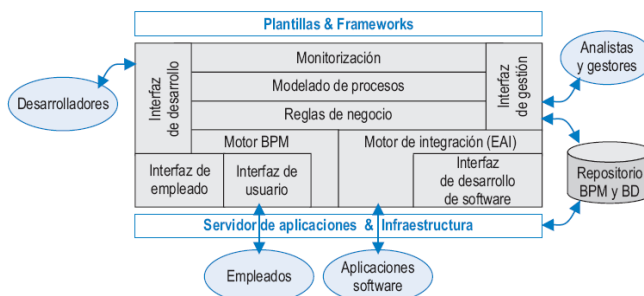 Plantillas & Frameworks
Monitorización
Modelado de procesos
Reglas de negocio
Interfaz
de desarrollo
Interfaz
de gestión
Analistas
y gestores
Desarrolladores
Motor BPM
Motor de integración (EAI)
Interfaz de
empleado
Interfaz de
usuario
Interfaz
de desarrollo
de software
Repositorio
BPM y BD
Servidor de aplicaciones & Infraestructura
Empleados
Aplicaciones
software